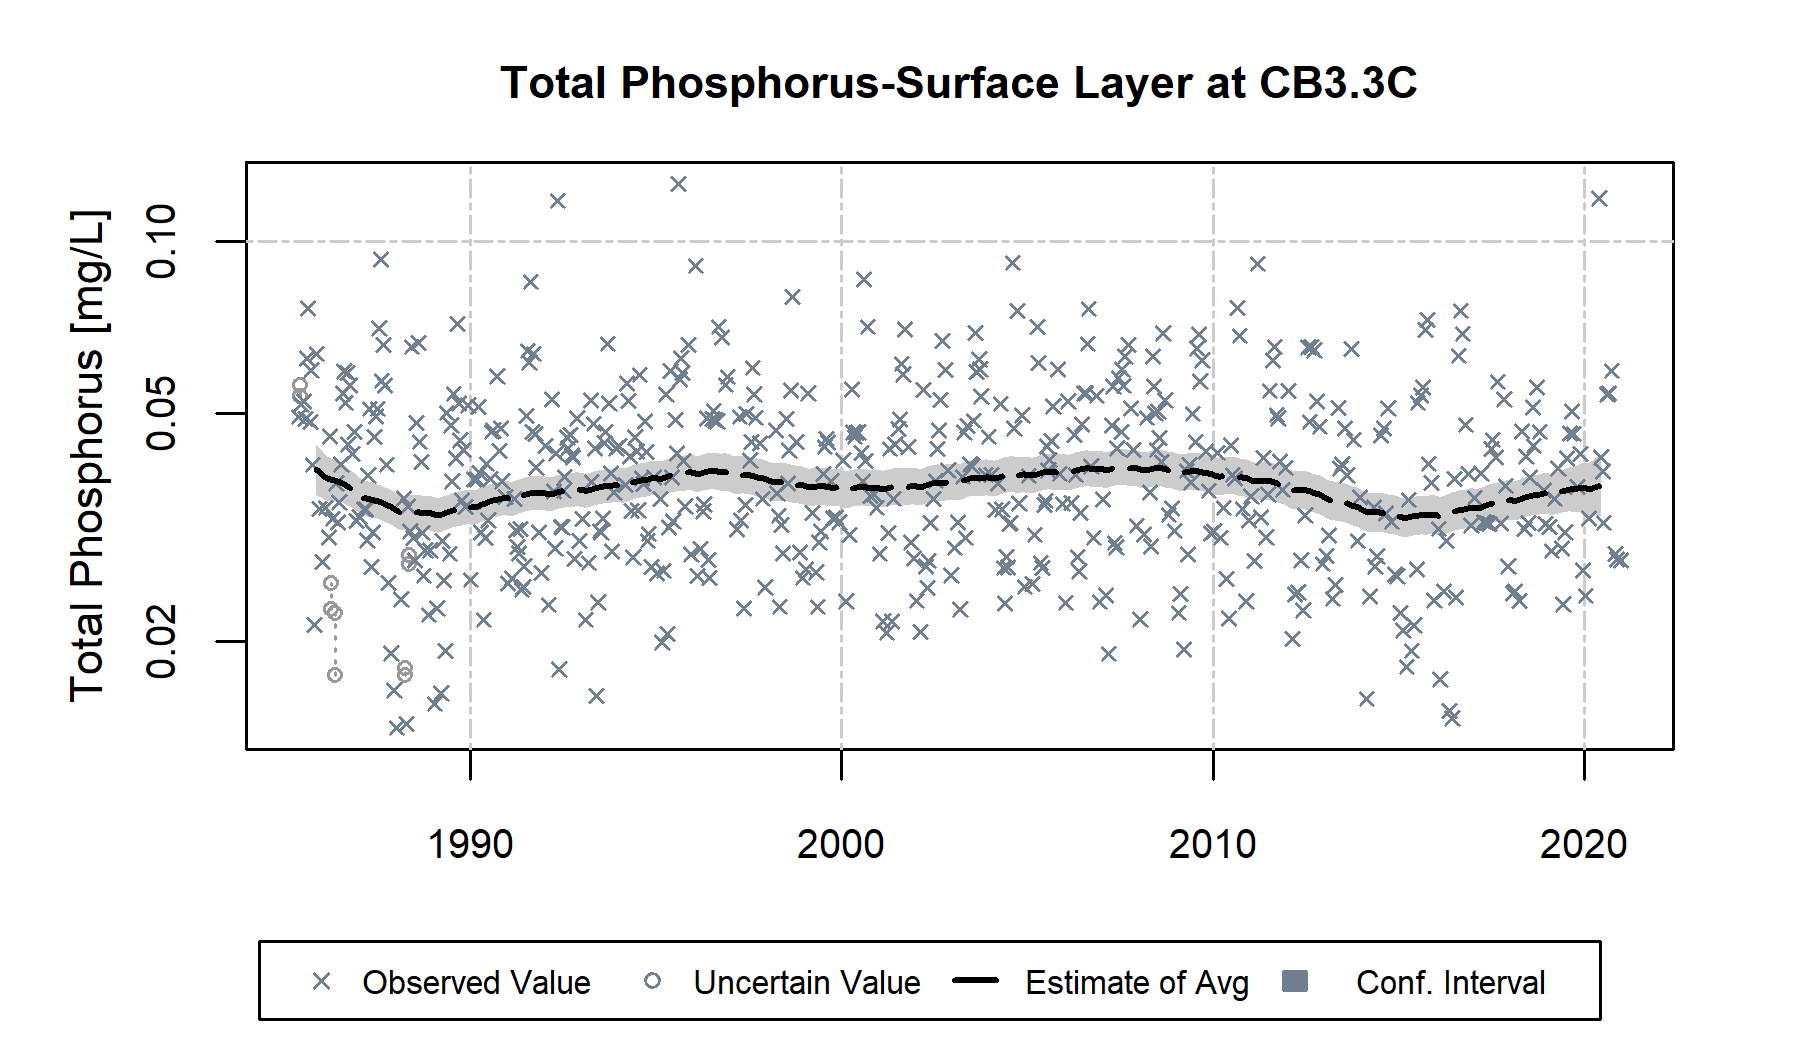 Total Phosphorus-Surface Layer at CB3.3C
Total Phosphorus [mg/L]
0.10
0.05
0.02
1990 2000 2010 2020
Observed Value Uncertain Value Estimate of Avg Conf. Interval